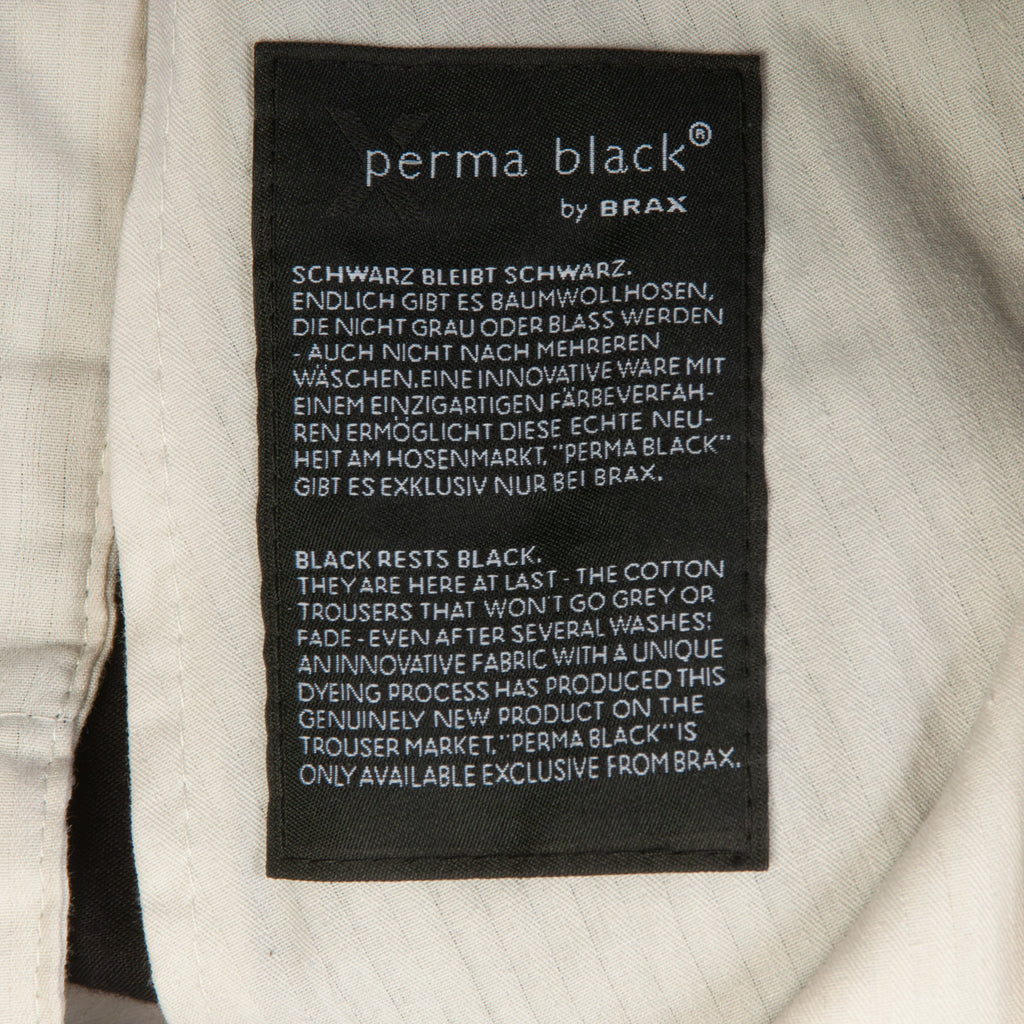 perma black®
by BRAX
SCHWARZ BLEIBT SCHWARZ.
ENDLICH GIBT ES BAUMWOLLHOSEN,
DIE NICHT GRAU ODER BLASS WERDEN
- AUCH NICHT NACH MEHREREN
WÄSCHEN. EINE INNOVATIVE WARE MIT
EINEM EINZIGARTIGEN FÄRBEVERFAH-
REN ERMÖGLICHT DIESE ECHTE NEU-
HEIT AM HOSENMARKT. "PERMA BLACK"
GIBT ES EXKLUSIV NUR BEI BRAX.
BLACK RESTS BLACK.
THEY ARE HERE AT LAST - THE COTTON
TROUSERS THAT WON'T GO GREY OR
FADE - EVEN AFTER SEVERAL WASHES!
AN INNOVATIVE FABRIC WITH A UNIQUE
DYEING PROCESS HAS PRODUCED THIS
GENUINELY NEW PRODUCT ON THE
TROUSER MARKET. "PERMA BLACK" IS
ONLY AVAILABLE EXCLUSIVE FROM BRAX.